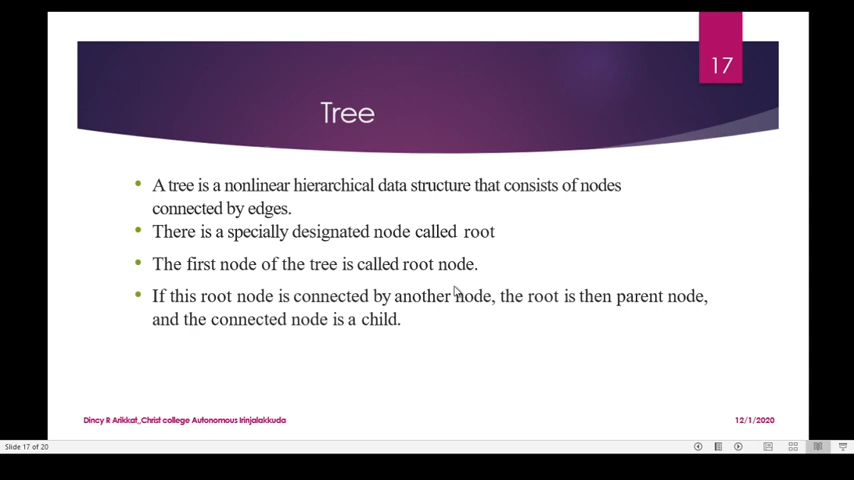 17
Tree
A tree is a nonlinear hierarchical data structure that consists of nodes
connected by edges.
There is a specially designated node called root
The first node of the tree is called root node.
If this root node is connected by another node, the root is then parent node,
and the connected node is a child.
Dincy R Arikkat_Christ college Autonomous Irinjalakkuda
12/1/2020
Slide 17 of 20